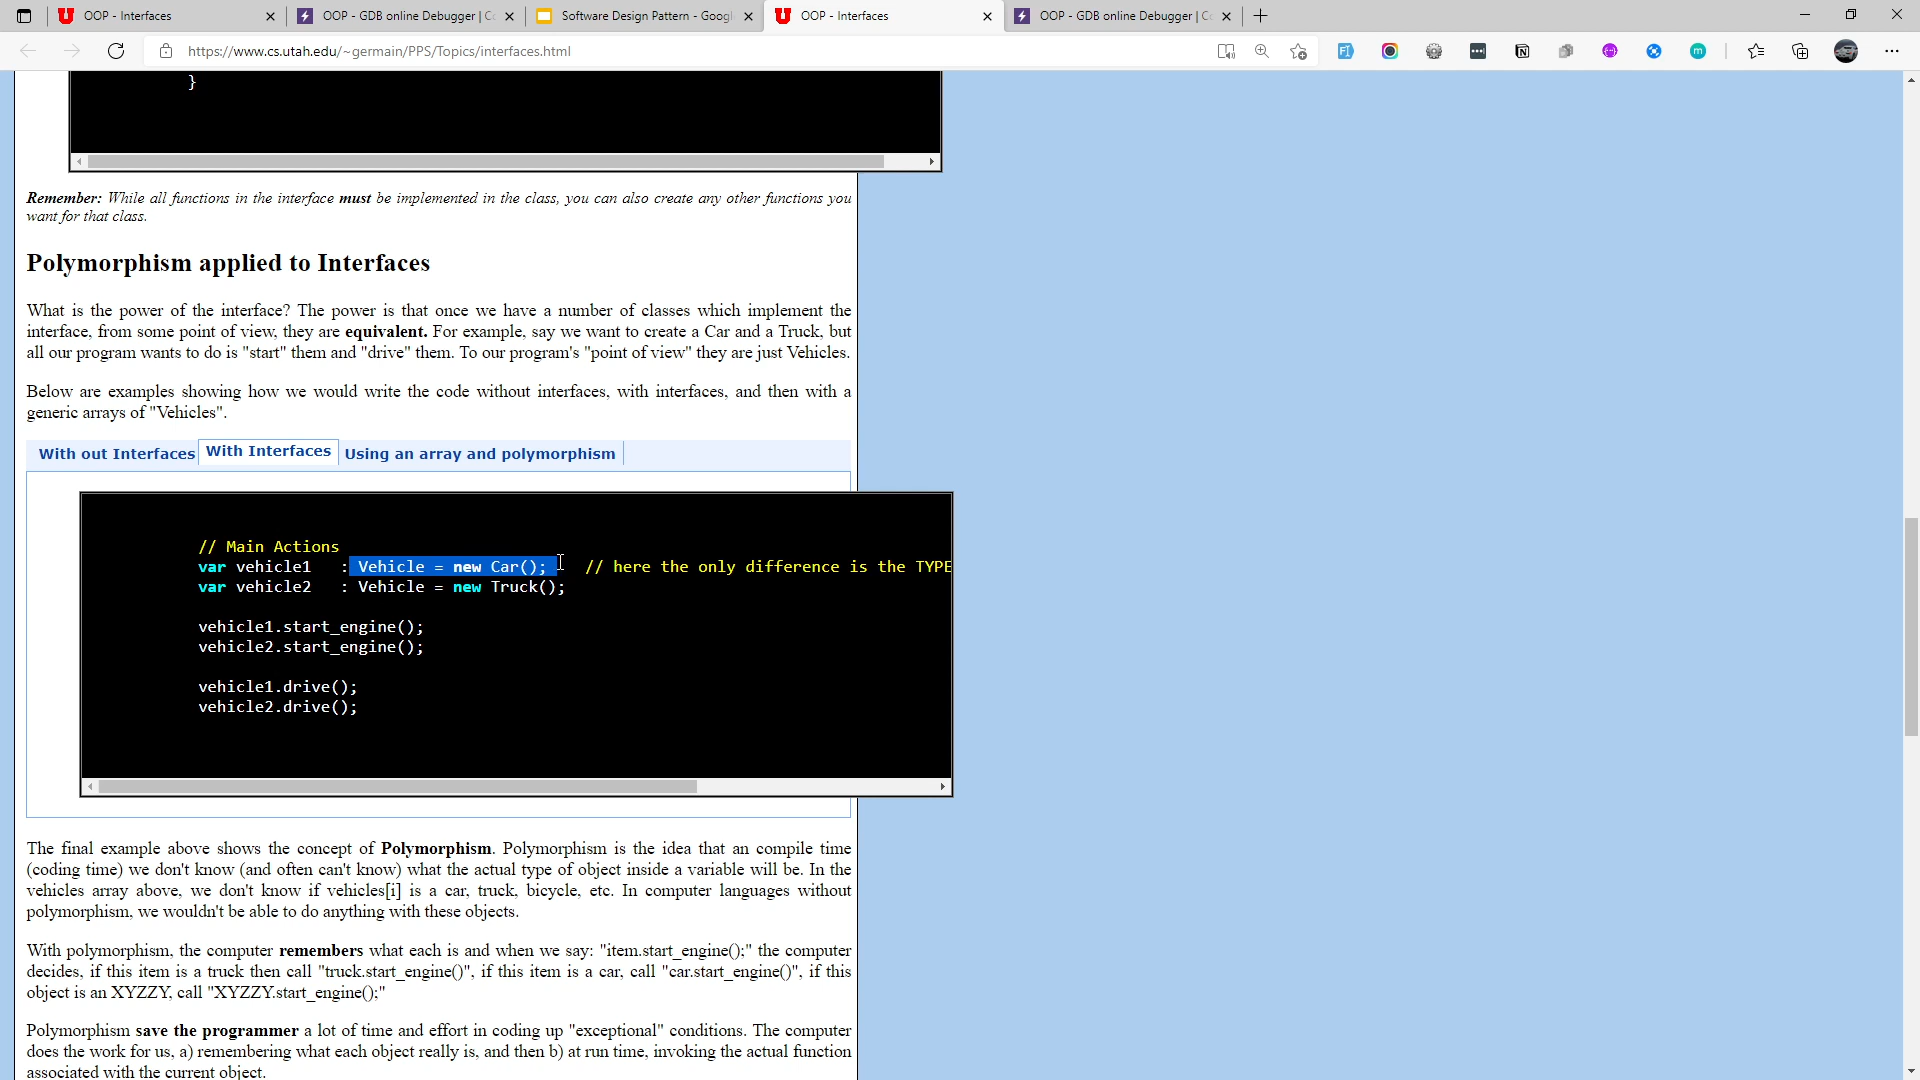 OOP - Interfaces
OOP - GDB online Debugger | Co
Software Design Pattern - Googl
OOP - Interfaces
OOP - GDB online Debugger | Co
https://www.cs.utah.edu/~germain/PPS/Topics/interfaces.html
}
Remember: While all functions in the interface must be implemented in the class, you can also create any other functions you
want for that class.
Polymorphism applied to Interfaces
What is the power of the interface? The power is that once we have a number of classes which implement the
interface, from some point of view, they are equivalent. For example, say we want to create a Car and a Truck, but
all our program wants to do is "start" them and "drive" them. To our program's "point of view" they are just Vehicles.
Below are examples showing how we would write the code without interfaces, with interfaces, and then with a
generic arrays of "Vehicles".
With out Interfaces With Interfaces Using an array and polymorphism
// Main Actions
var vehicle1 : Vehicle = new Car(); // here the only difference is the TYPE
var vehicle2 : Vehicle = new Truck();
vehicle1.start_engine();
vehicle2.start_engine();
vehicle1.drive();
vehicle2.drive();
The final example above shows the concept of Polymorphism. Polymorphism is the idea that an compile time
(coding time) we don't know (and often can't know) what the actual type of object inside a variable will be. In the
vehicles array above, we don't know if vehicles[i] is a car, truck, bicycle, etc. In computer languages without
polymorphism, we wouldn't be able to do anything with these objects.
With polymorphism, the computer remembers what each is and when we say: "item.start_engine();" the computer
decides, if this item is a truck then call "truck.start_engine()", if this item is a car, call "car.start_engine()", if this
object is an XYZZY, call "XYZZY.start_engine();"
Polymorphism save the programmer a lot of time and effort in coding up "exceptional" conditions. The computer
does the work for us, a) remembering what each object really is, and then b) at run time, invoking the actual function
associated with the current object.